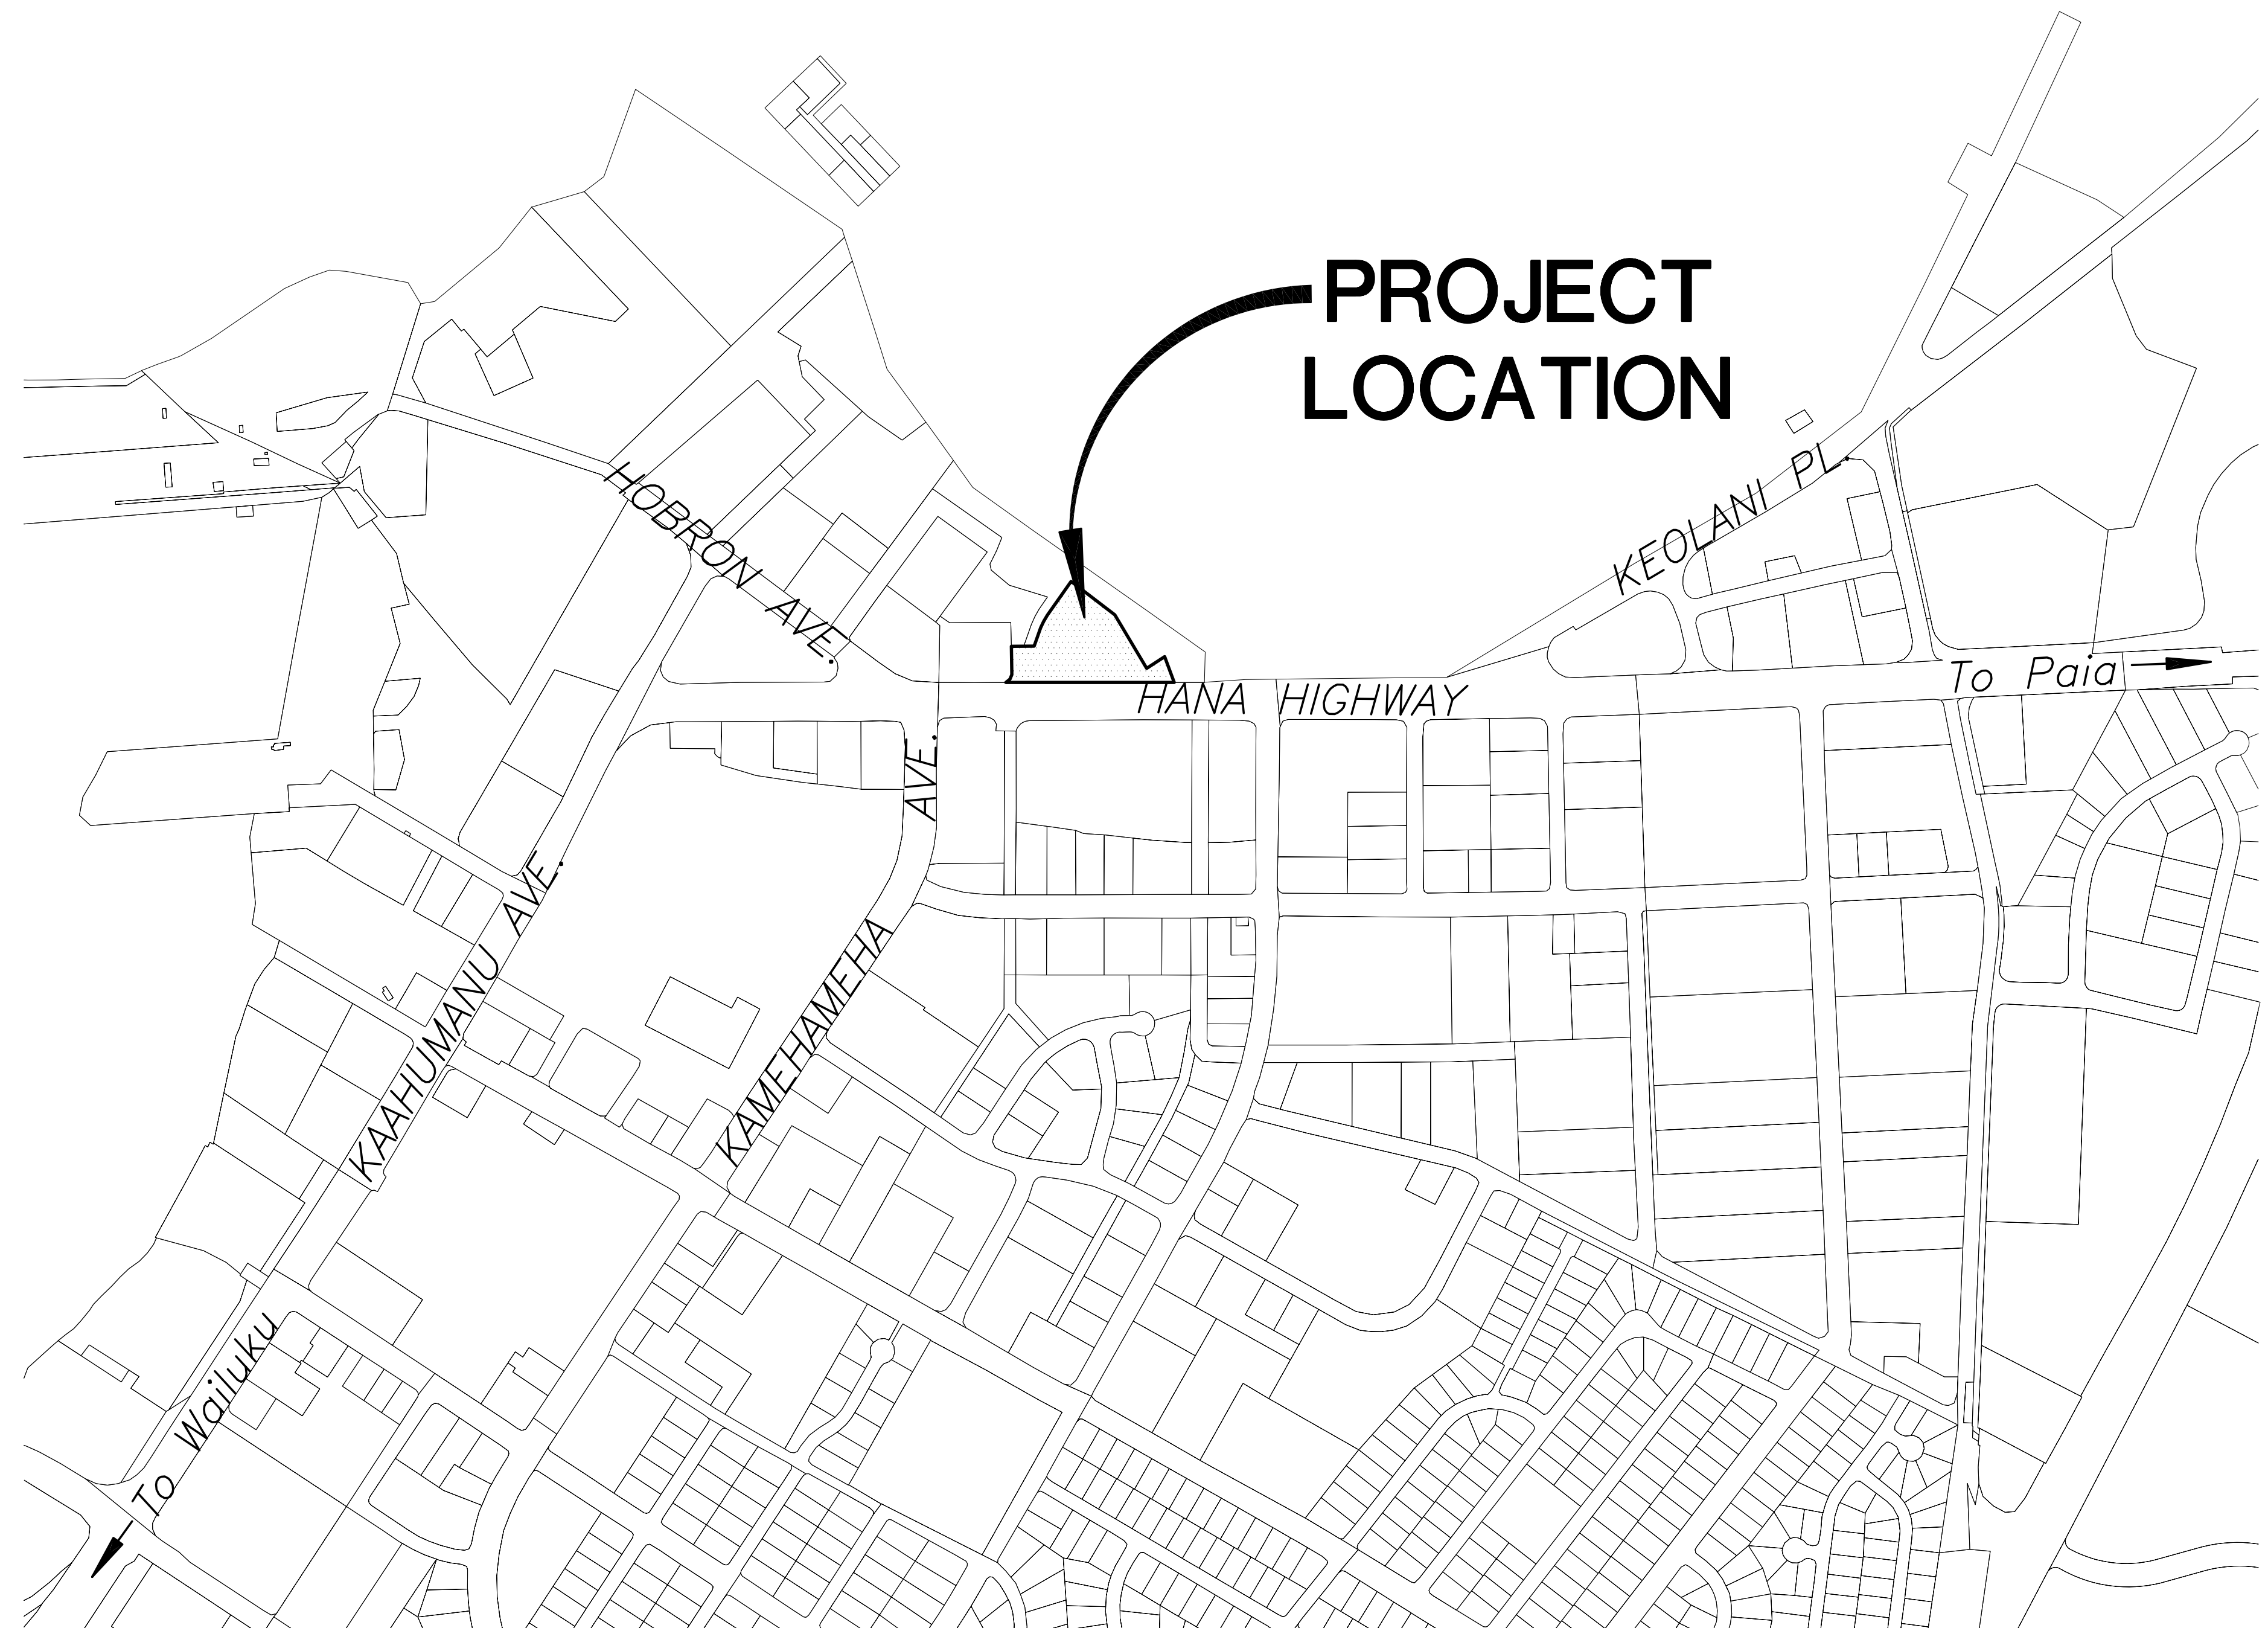 PROJECT
LOCATION
HOBRON AVE.
KEOLANI PL.
HANA HIGHWAY
To Paia
KAMEHAMEHA AVE.
KAAHUMANU AVE.
To Wailuku